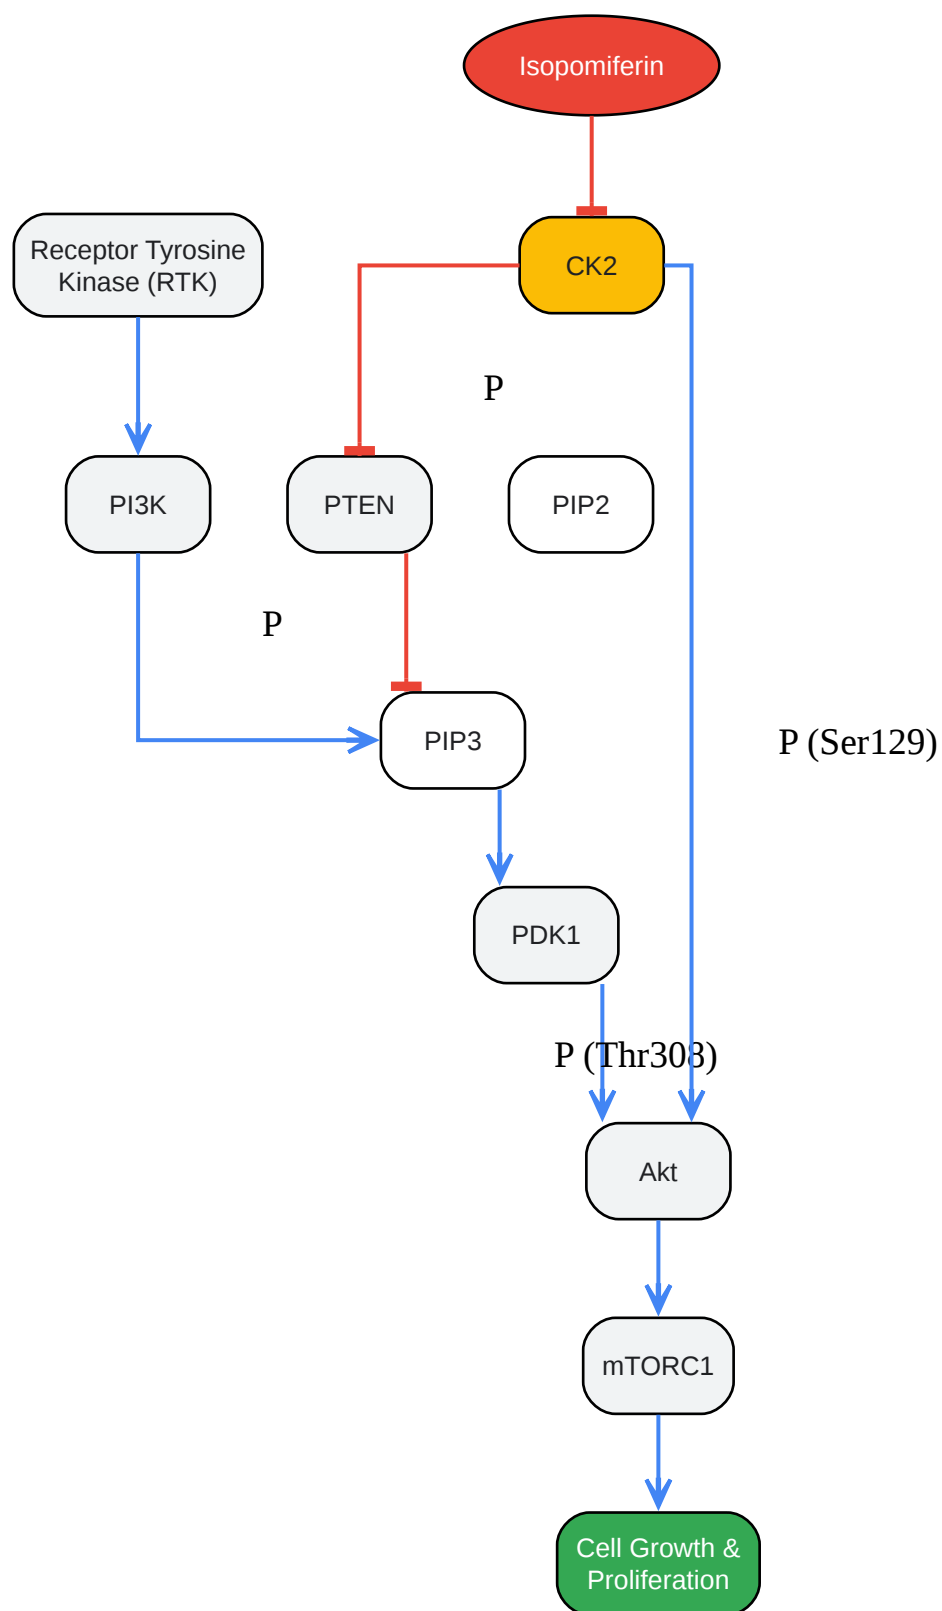 Isopomiferin
Receptor Tyrosine
Kinase (RTK)
CK2
P
PI3K
PTEN
PIP2
P
PIP3
P (Ser129)
PDK1
P (Thr308)
Akt
mTORC1
Cell Growth &
Proliferation